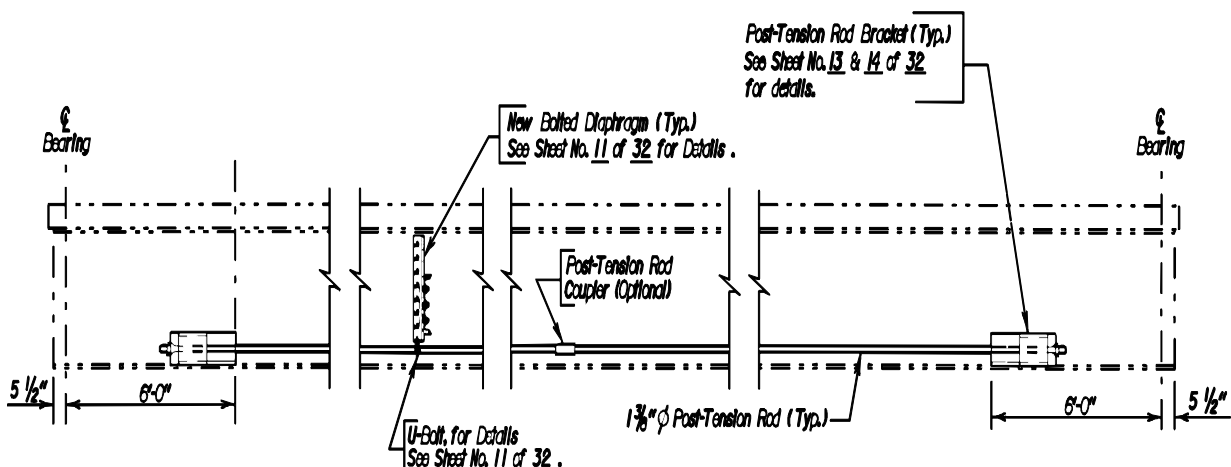 Post-Tension Rod Bracket (Typ.)
See Sheet No. 13 & 14 of 32
for details.
℄
Bearing
New Bolted Diaphragm (Typ.)
See Sheet No. 11 of 32 for Details .
℄
Bearing
Post-Tension Rod
Coupler (Optional)
5 1/2"
6'-0"
1 3/8" ϕ Post-Tension Rod (Typ.)
6'-0"
5 1/2"
U-Bolt, for Details
See Sheet No. 11 of 32 .